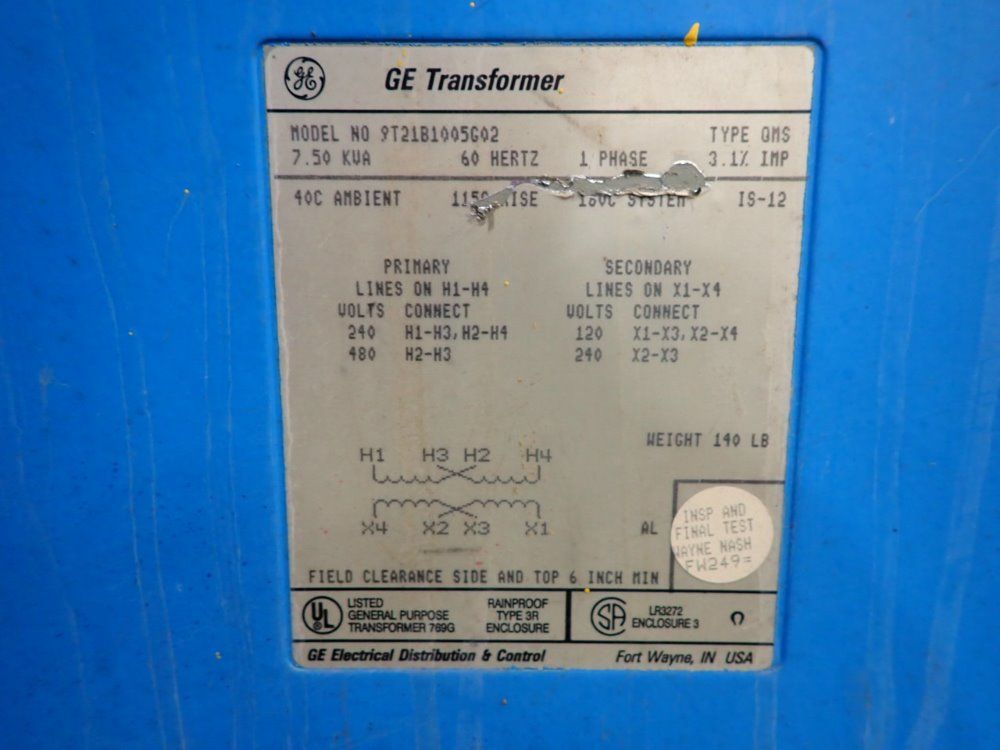 GE GE Transformer
MODEL NO 9T21B1005G02 TYPE QMS
7.50 KVA 60 HERTZ 1 PHASE 3.1% IMP
40C AMBIENT 115C RISE SYSTEM IS-12
PRIMARY SECONDARY
LINES ON H1-H4 LINES ON X1-X4
VOLTS CONNECT VOLTS CONNECT
240 H1-H3,H2-H4 120 X1-X3,X2-X4
480 H2-H3 240 X2-X3
WEIGHT 140 LB
H1 H3 H2 H4
X4 X2 X3 X1 AL
INSP AND
FINAL TEST
WAYNE NASH
FW249=
FIELD CLEARANCE SIDE AND TOP 6 INCH MIN
UL LISTED
GENERAL PURPOSE
TRANSFORMER 769G
RAINPROOF
TYPE 3R
ENCLOSURE
SA LR3272
ENCLOSURE 3
GE Electrical Distribution & Control Fort Wayne, IN USA